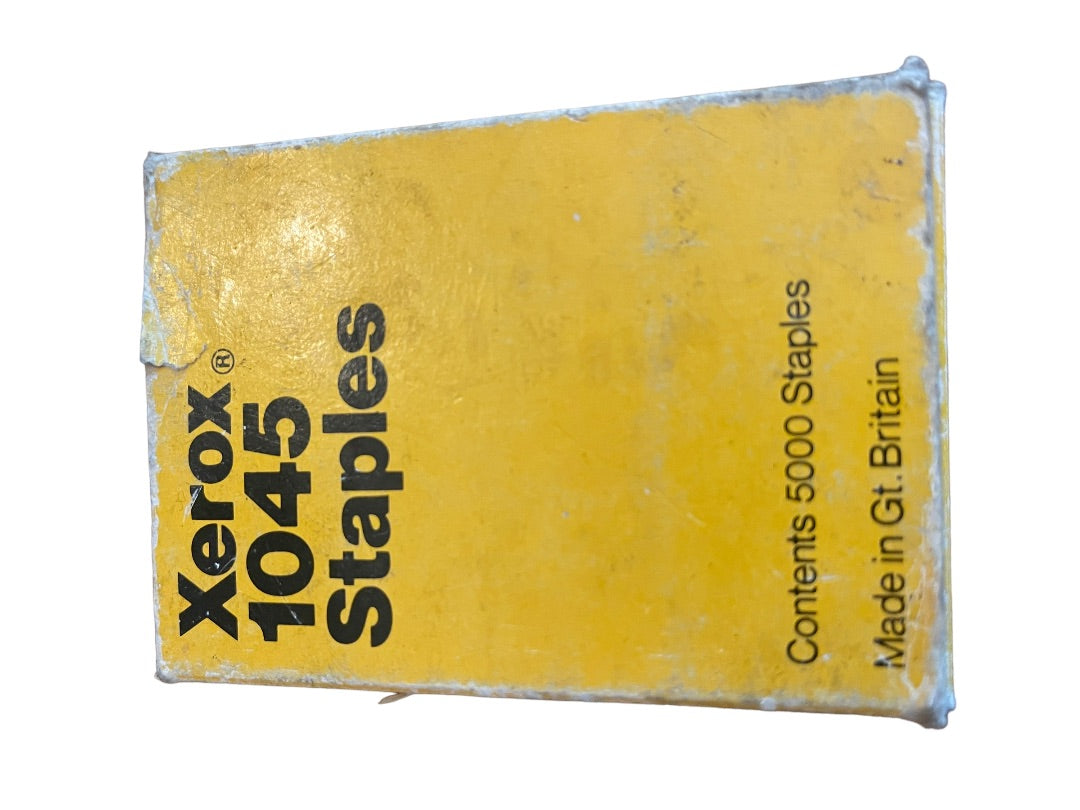 Xerox®
1045
Staples
Contents 5000 Staples
Made in Gt. Britain